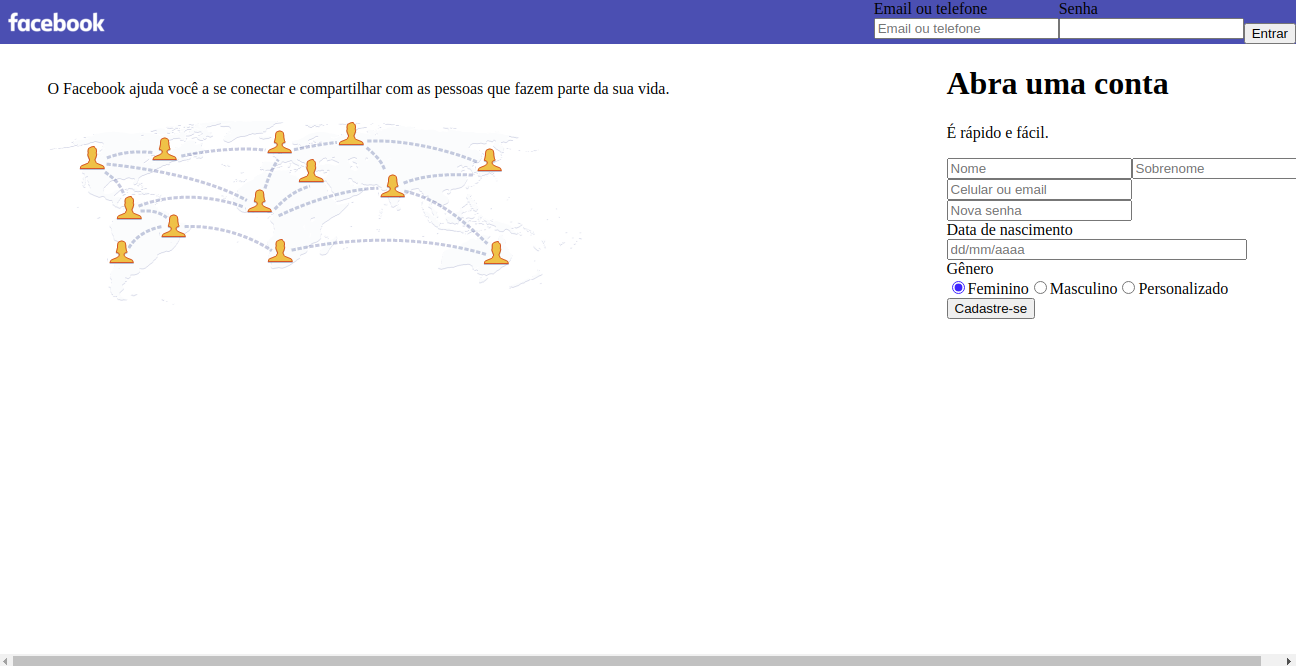 facebook
Email ou telefone
Senha
Email ou telefone
Entrar
O Facebook ajuda você a se conectar e compartilhar com as pessoas que fazem parte da sua vida.
Abra uma conta
É rápido e fácil.
Nome
Sobrenome
Celular ou email
Nova senha
Data de nascimento
dd/mm/aaaa
Gênero
Feminino Masculino Personalizado
Cadastre-se